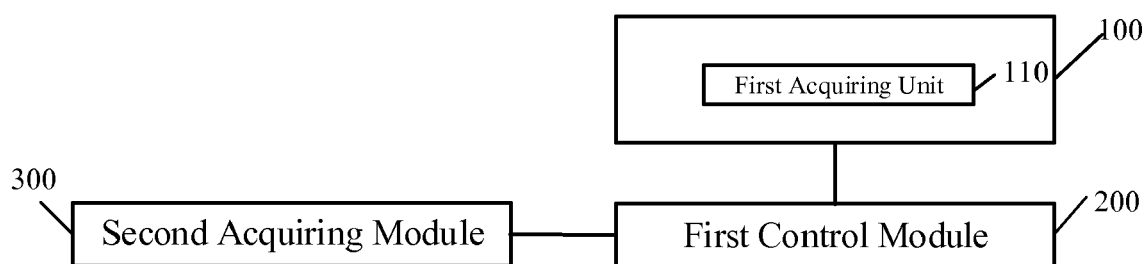 100
First Acquiring Unit
110
300
Second Acquiring Module
First Control Module
200